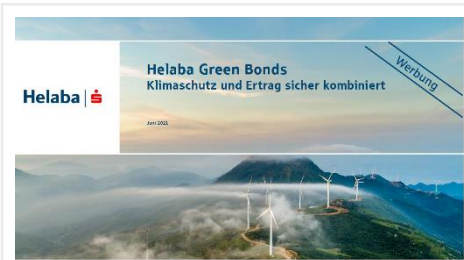 Helaba Green Bonds
Klimaschutz und Ertrag sicher kombiniert
Werbung
Helaba
Juni 2021